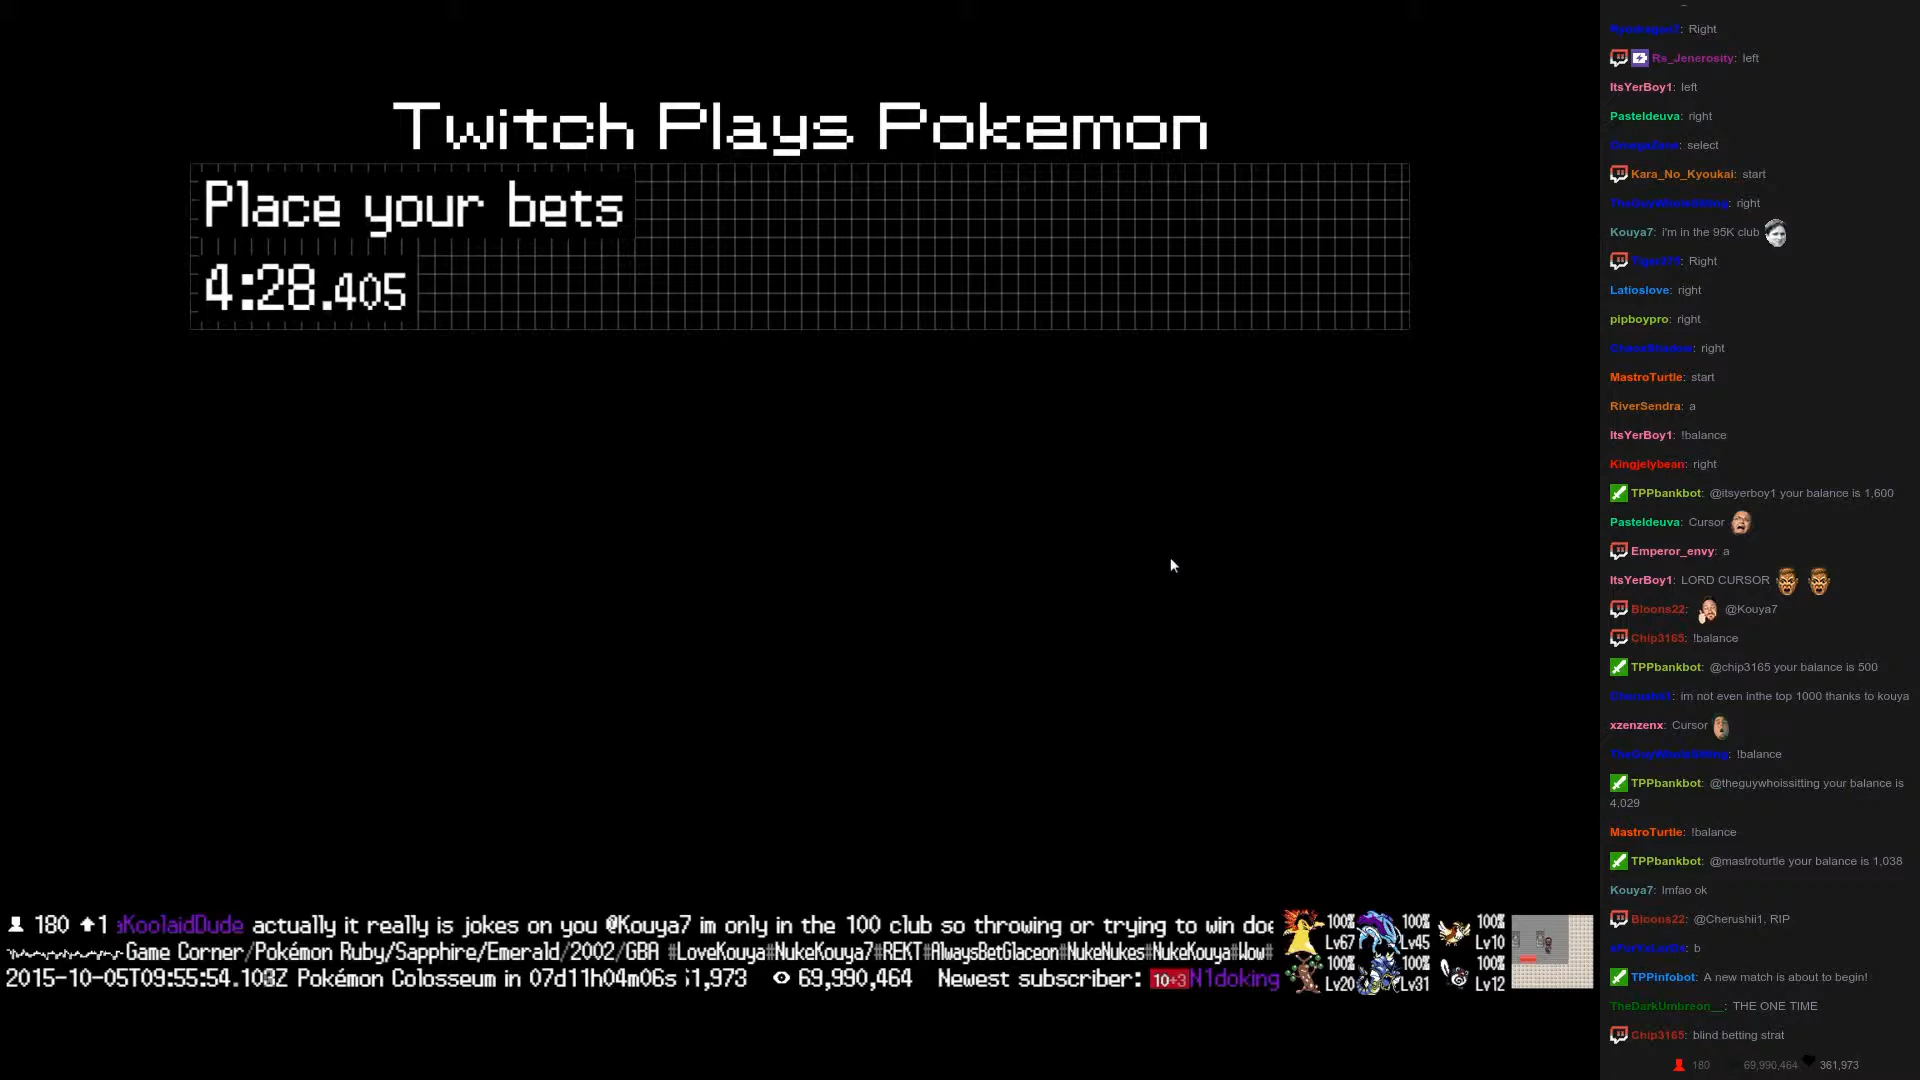 Twitch Plays Pokemon
Place your bets
4:28.405
Right
Rs_Jenerosity: left
ItsYerBoy1: left
Pasteldeuva: right
OmegaZane: select
Kara_No_Kyoukai: start
TheGuyWhoIsSitting: right
Kouya7: i'm in the 95K club
Tiger273: Right
Latioslove: right
pipboypro: right
right
MastroTurtle: start
RiverSendra: a
ItsYerBoy1: !balance
Kingjelybean: right
TPPbankbot: @itsyerboy1 your balance is 1,600
Pasteldeuva: Cursor
Emperor_envy: a
ItsYerBoy1: LORD CURSOR
Bloons22: @Kouya7
Chip3165: !balance
TPPbankbot: @chip3165 your balance is 500
Cherushii1: im not even inthe top 1000 thanks to kouya
xzenzenx: Cursor
TheGuyWhoIsSitting: !balance
TPPbankbot: @theguywhoissitting your balance is
4,029
MastroTurtle: !balance
TPPbankbot: @mastroturtle your balance is 1,038
Kouya7: lmfao ok
Bloons22: @Cherushii1, RIP
b
TPPinfobot: A new match is about to begin!
TheDarkUmbreon__: THE ONE TIME
Chip3165: blind betting strat
180 69,990,464 361,973
180 1 KoolaidDude actually it really is jokes on you @Kouya7 im only in the 100 club so throwing or trying to win
Game Corner/Pokémon Ruby/Sapphire/Emerald/2002/GBA #LoveKouya#NukeKouya7#REKT#AlwaysBetGlaceon#NukeNukes#NukeKouya#Wow#
2015-10-05T09:55:54.103Z Pokémon Colosseum in 07d11h04m06s 1,973 69,990,464 Newest subscriber: 10+3 N1doking
100% 100% 100%
Lv67 Lv45 Lv10
100% 100% 100%
Lv20 Lv31 Lv12